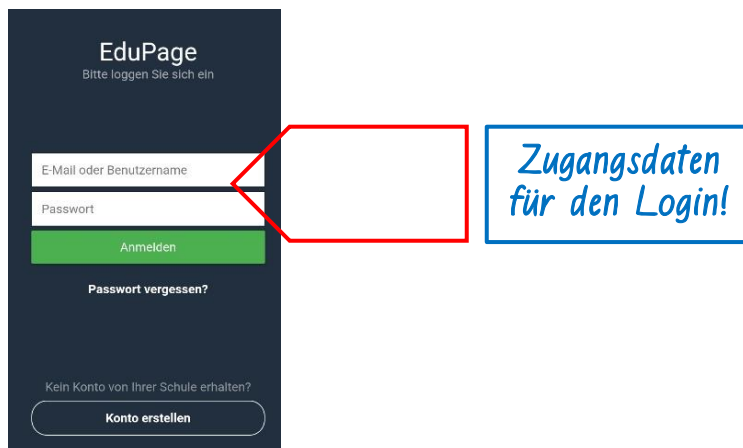 EduPage
Bitte loggen Sie sich ein
E-Mail oder Benutzername
Passwort
Anmelden
Passwort vergessen?
Kein Konto von Ihrer Schule erhalten?
Konto erstellen
Zugangsdaten
für den Login!